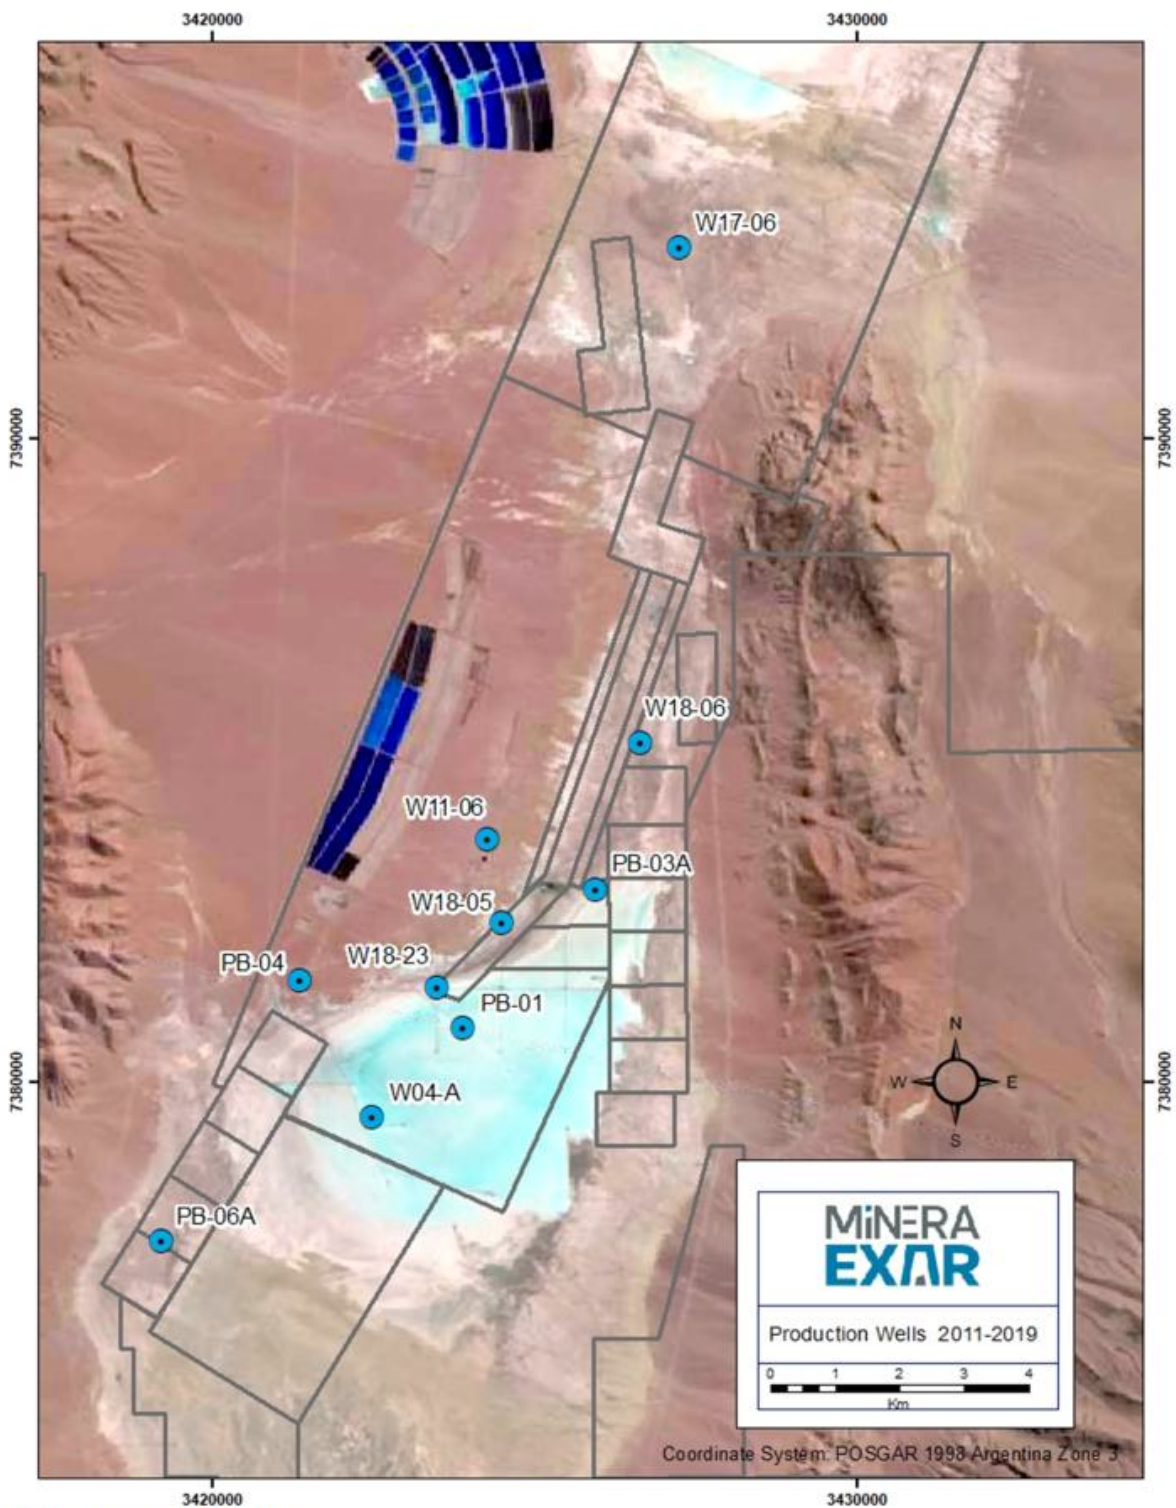 3420000
3430000
W17-06
7390000
7390000
W18-06
W11-06
PB-03A
W18-05
W18-23
PB-04
PB-01
N
7380000
W
E
7380000
W04-A
S
PB-06A
MiNERA
EXAR
Production Wells 2011-2019
0 1 2 3 4
Km
Coordinate System: POSGAR 1998 Argentina Zone 3
3420000
3430000